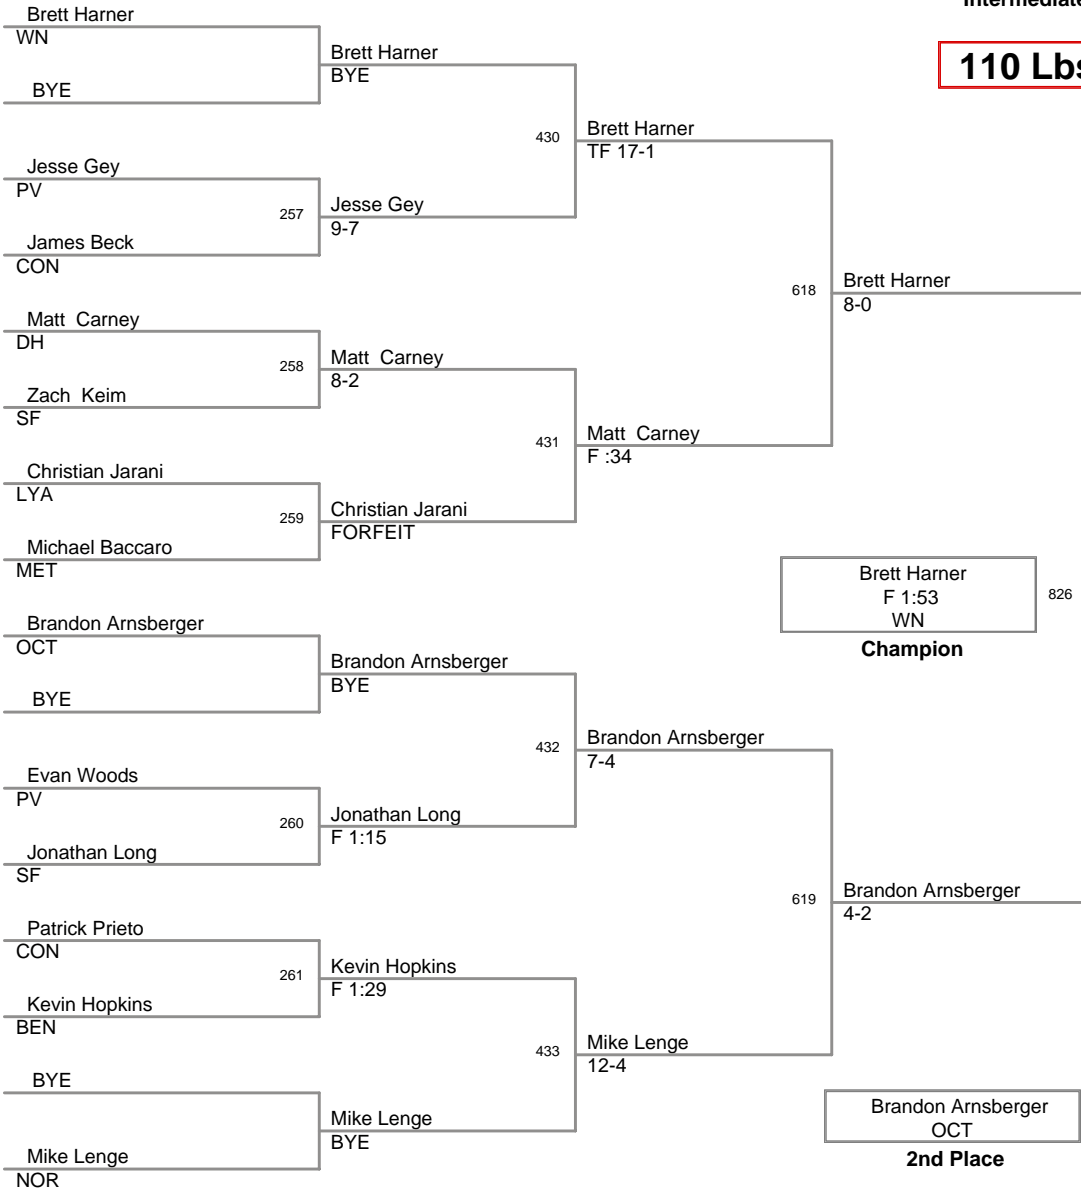 Intermediate
110 Lbs
Brett Harner
WN
BYE
Jesse Gey
PV
James Beck
CON
Matt  Carney
DH
Zach  Keim
SF
Christian Jarani
LYA
Michael Baccaro
MET
Brandon Arnsberger
OCT
BYE
Evan Woods
PV
Jonathan Long
SF
Patrick Prieto
CON
Kevin Hopkins
BEN
BYE
Mike Lenge
NOR
257
258
259
260
261
Brett Harner
BYE
Jesse Gey
9-7
Matt  Carney
8-2
Christian Jarani
FORFEIT
Brandon Arnsberger
BYE
Jonathan Long
F 1:15
Kevin Hopkins
F 1:29
Mike Lenge
BYE
430
431
432
433
Brett Harner
TF 17-1
Matt  Carney
F :34
Brandon Arnsberger
7-4
Mike Lenge
12-4
618
619
Brett Harner
8-0
Brandon Arnsberger
4-2
Brett Harner
F 1:53
WN
826
Champion
Brandon Arnsberger
OCT
2nd Place